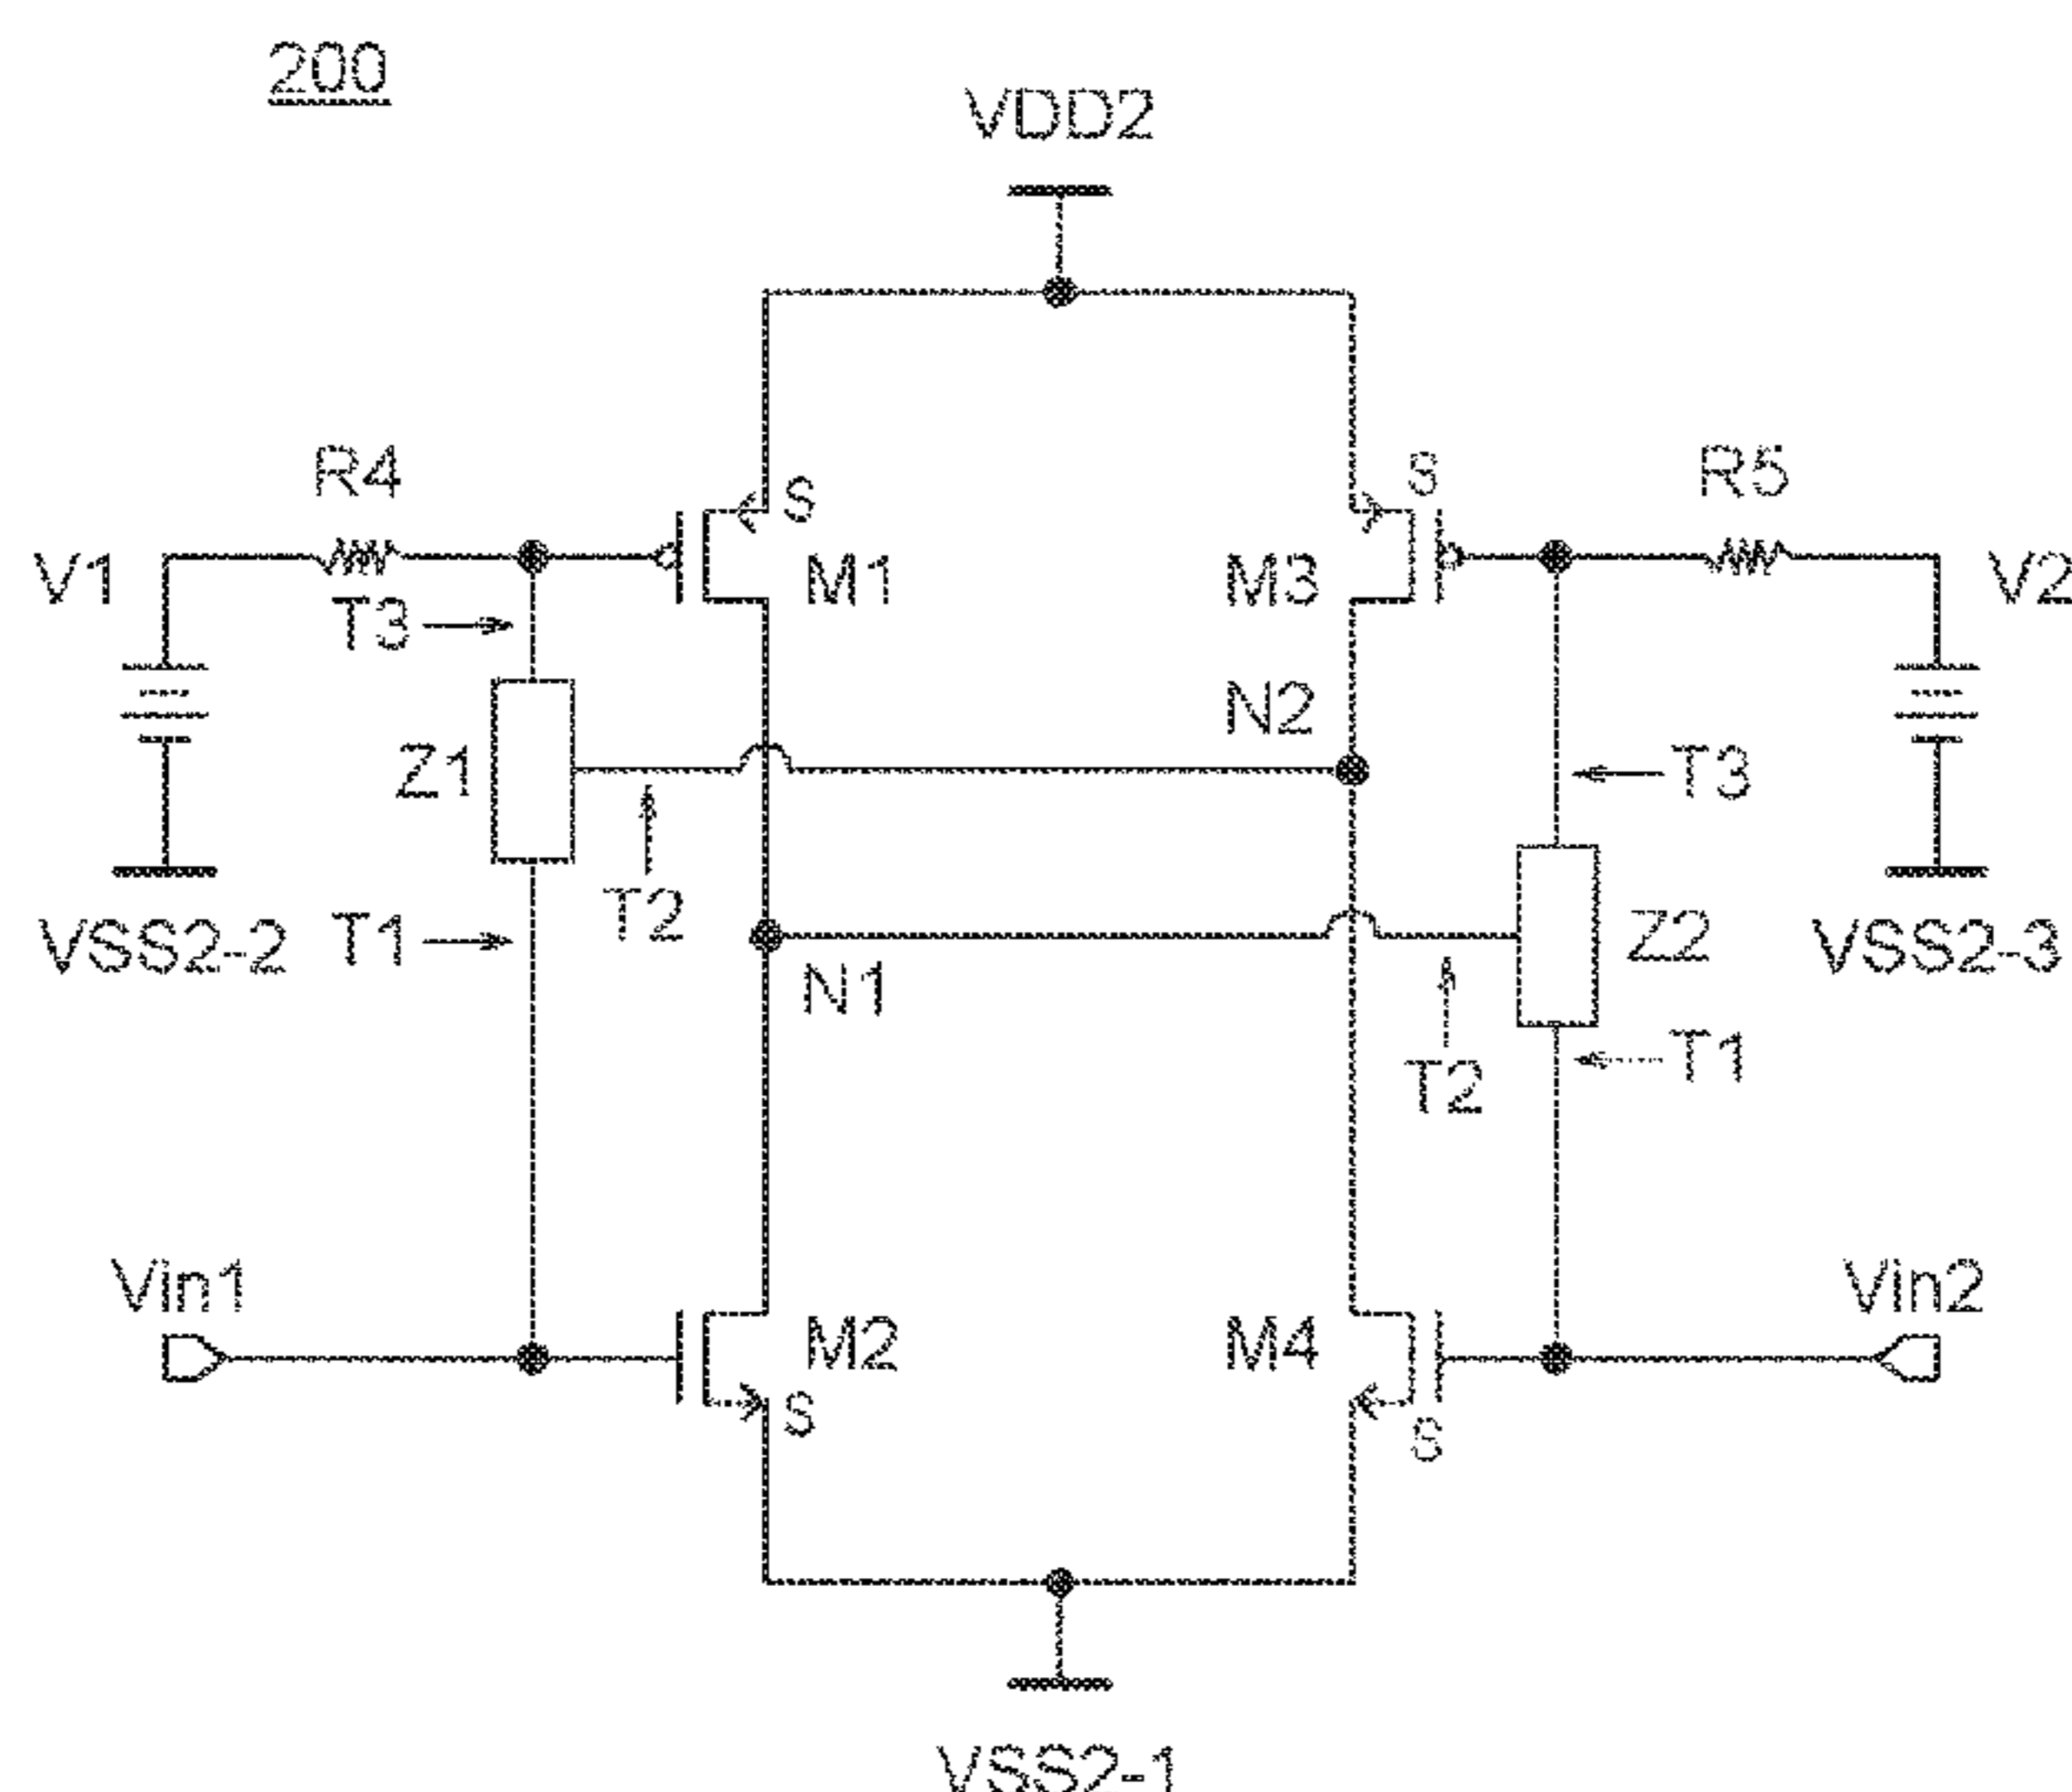 200
VDD2
R4
S
S
R5
V1
M1
M3
V2
T3
N2
Z1
T3
T2
VSS2-2
T1
Z2
VSS2-3
N1
T1
T2
Vin1
M2
M4
Vin2
S
S
VSS2-1